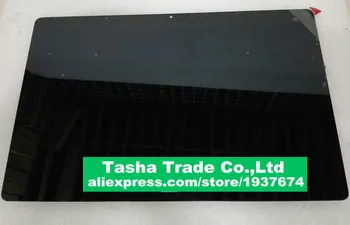 Tasha Trade Co.,Ltd
aliexpress.com/store/1937674